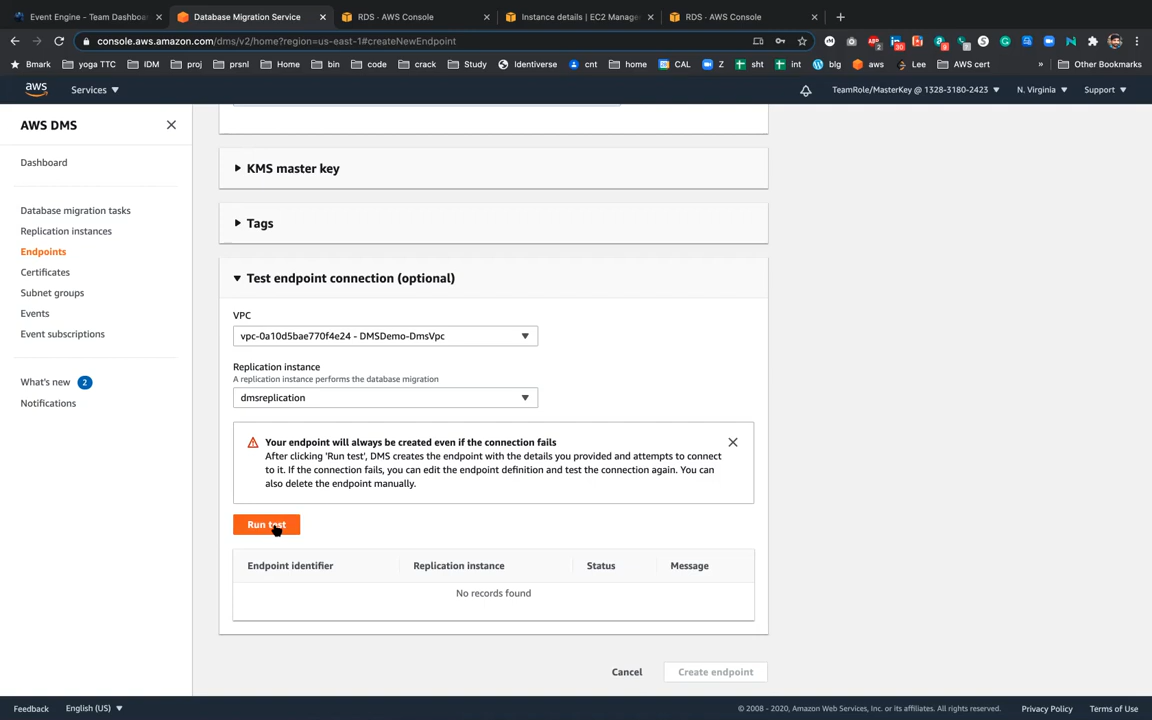 Event Engine - Team Dashboa
Database Migration Service
RDS · AWS Console
Instance details | EC2 Manage
RDS · AWS Console
console.aws.amazon.com/dms/v2/home?region=us-east-1#createNewEndpoint
Bmark
yoga TTC
IDM
proj
prsnl
Home
bin
code
crack
Study
Identiverse
cnt
home
CAL
Z
sht
int
blg
aws
Lee
AWS cert
»
Other Bookmarks
aws
Services
TeamRole/MasterKey @ 1328-3180-2423
N. Virginia
Support
AWS DMS
Dashboard
Database migration tasks
Replication instances
Endpoints
Certificates
Subnet groups
Events
Event subscriptions
What's new 2
Notifications
KMS master key
Tags
Test endpoint connection (optional)
VPC
vpc-0a10d5bae770f4e24 - DMSDemo-DmsVpc
Replication instance
A replication instance performs the database migration
dmsreplication
Your endpoint will always be created even if the connection fails
After clicking 'Run test', DMS creates the endpoint with the details you provided and attempts to connect
to it. If the connection fails, you can edit the endpoint definition and test the connection again. You can
also delete the endpoint manually.
Run test
Endpoint identifier
Replication instance
Status
Message
No records found
Cancel
Create endpoint
Feedback
English (US)
© 2008 - 2020, Amazon Web Services, Inc. or its affiliates. All rights reserved.
Privacy Policy
Terms of Use